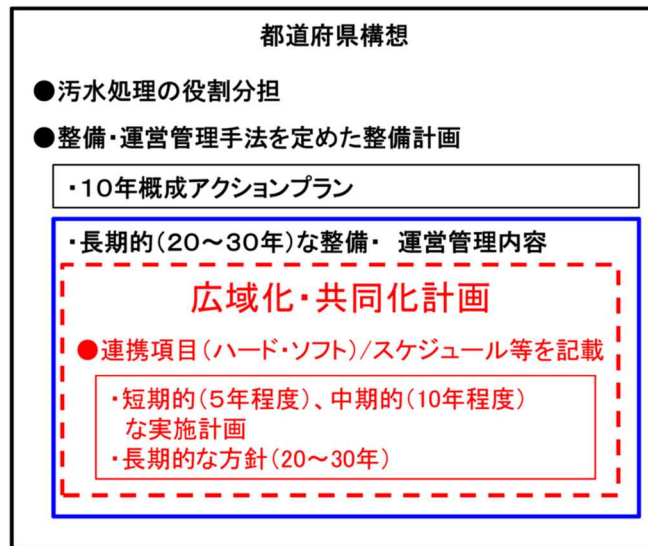 都道府県構想
●汚水処理の役割分担
●整備・運営管理手法を定めた整備計画
・10年概成アクションプラン
・長期的(20～30年)な整備・ 運営管理内容
広域化・共同化計画
●連携項目(ハード・ソフト)/スケジュール等を記載
・短期的(5年程度)、中期的(10年程度)
な実施計画
・長期的な方針(20～30年)